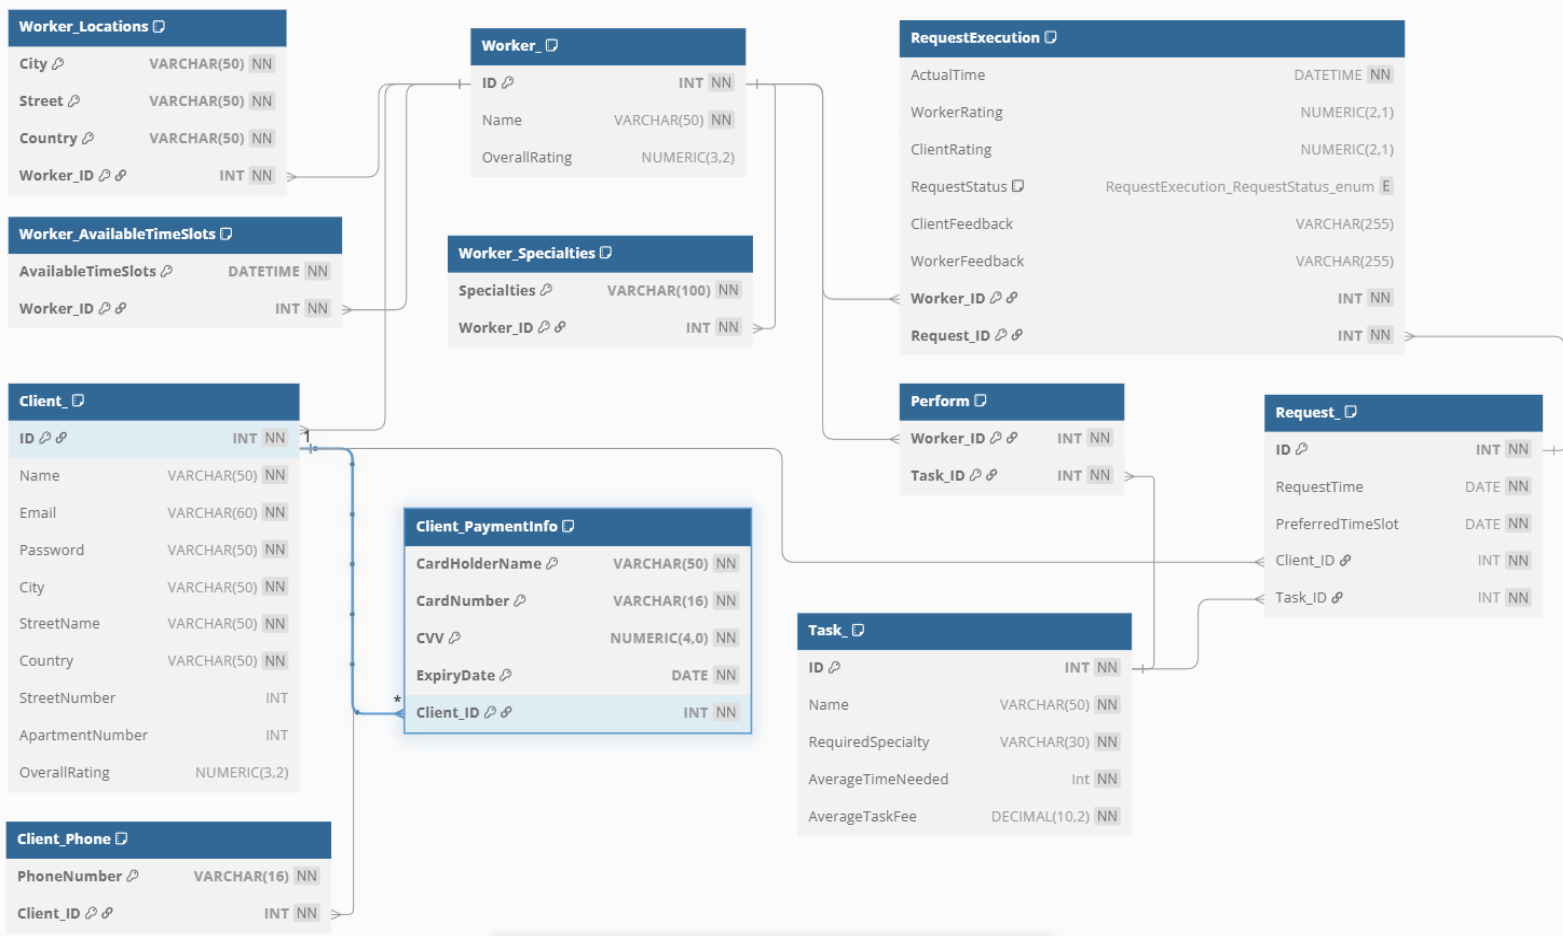 Worker_Locations
City VARCHAR(50) NN
Street VARCHAR(50) NN
Country VARCHAR(50) NN
Worker_ID INT NN
Worker_
ID INT NN
Name VARCHAR(50) NN
OverallRating NUMERIC(3,2)
RequestExecution
ActualTime DATETIME NN
WorkerRating NUMERIC(2,1)
ClientRating NUMERIC(2,1)
RequestStatus RequestExecution_RequestStatus_enum E
ClientFeedback VARCHAR(255)
WorkerFeedback VARCHAR(255)
Worker_ID INT NN
Request_ID INT NN
Worker_AvailableTimeSlots
AvailableTimeSlots DATETIME NN
Worker_ID INT NN
Worker_Specialties
Specialties VARCHAR(100) NN
Worker_ID INT NN
Client_
ID INT NN
1
Name VARCHAR(50) NN
Email VARCHAR(60) NN
Password VARCHAR(50) NN
City VARCHAR(50) NN
StreetName VARCHAR(50) NN
Country VARCHAR(50) NN
StreetNumber INT
ApartmentNumber INT
OverallRating NUMERIC(3,2)
Perform
Worker_ID INT NN
Task_ID INT NN
Request_
ID INT NN
RequestTime DATE NN
PreferredTimeSlot DATE NN
Client_ID INT NN
Task_ID INT NN
Client_PaymentInfo
CardHolderName VARCHAR(50) NN
CardNumber VARCHAR(16) NN
CVV NUMERIC(4,0) NN
ExpiryDate DATE NN
*
Client_ID INT NN
Task_
ID INT NN
Name VARCHAR(50) NN
RequiredSpecialty VARCHAR(30) NN
AverageTimeNeeded Int NN
AverageTaskFee DECIMAL(10,2) NN
Client_Phone
PhoneNumber VARCHAR(16) NN
Client_ID INT NN